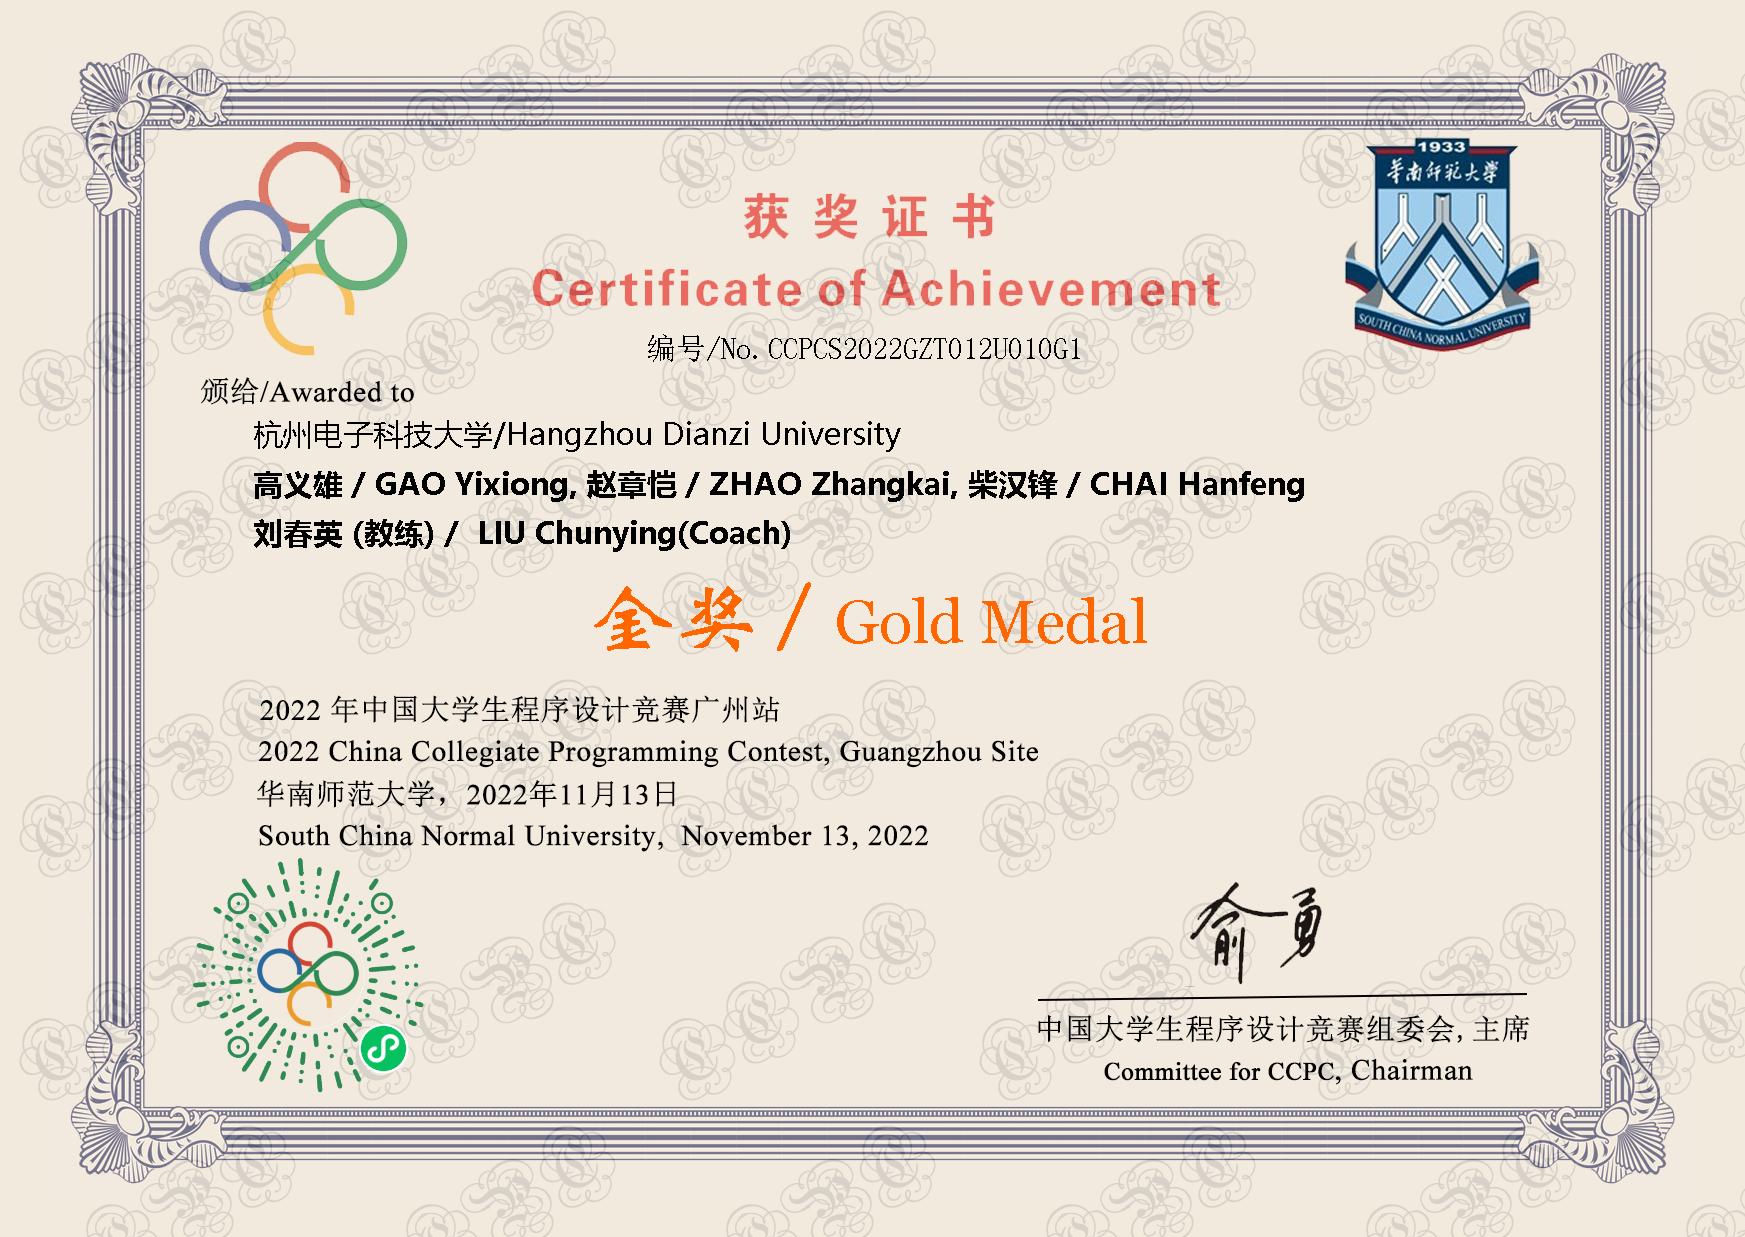 1933
华南师范大学
SOUTH CHINA NORMAL UNIVERSITY
获奖证书
Certificate of Achievement
编号/No. CCPCS2022GZT012U010G1
颁给/Awarded to
杭州电子科技大学/Hangzhou Dianzi University
高义雄 / GAO Yixiong, 赵章恺 / ZHAO Zhangkai, 柴汉锋 / CHAI Hanfeng
刘春英 (教练) / LIU Chunying(Coach)
金奖 / Gold Medal
2022 年中国大学生程序设计竞赛广州站
2022 China Collegiate Programming Contest, Guangzhou Site
华南师范大学，2022年11月13日
South China Normal University, November 13, 2022
俞勇
中国大学生程序设计竞赛组委会, 主席
Committee for CCPC, Chairman